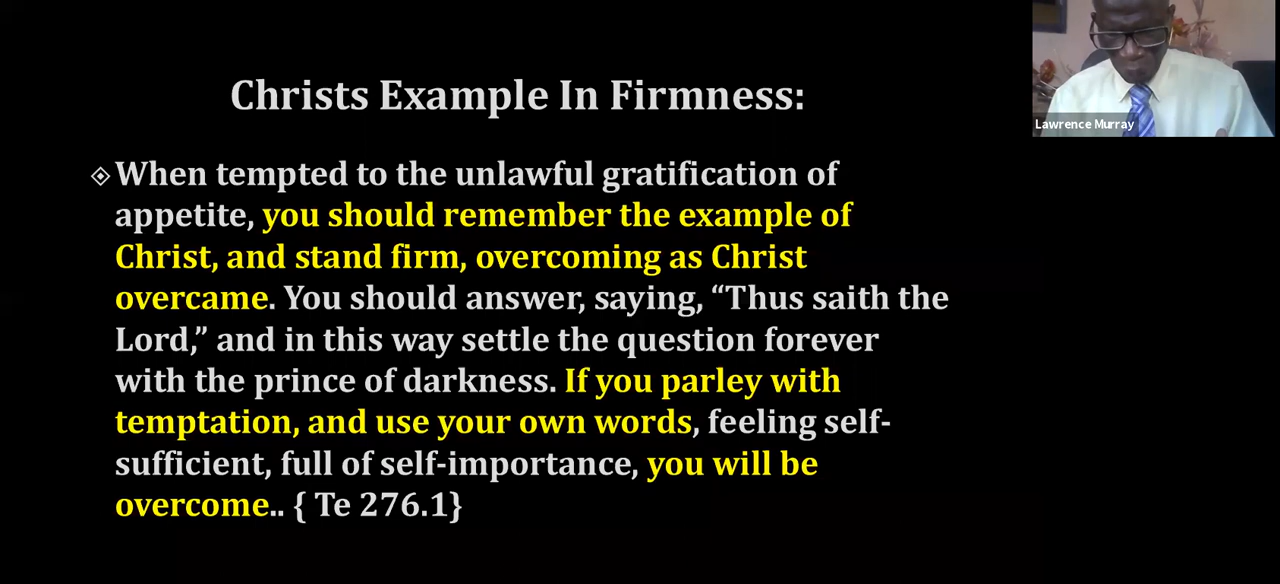 Christs Example In Firmness:
When tempted to the unlawful gratification of
appetite, you should remember the example of
Christ, and stand firm, overcoming as Christ
overcame. You should answer, saying, “Thus saith the
Lord,” and in this way settle the question forever
with the prince of darkness. If you parley with
temptation, and use your own words, feeling self-
sufficient, full of self-importance, you will be
overcome.. { Te 276.1}
Lawrence Murray